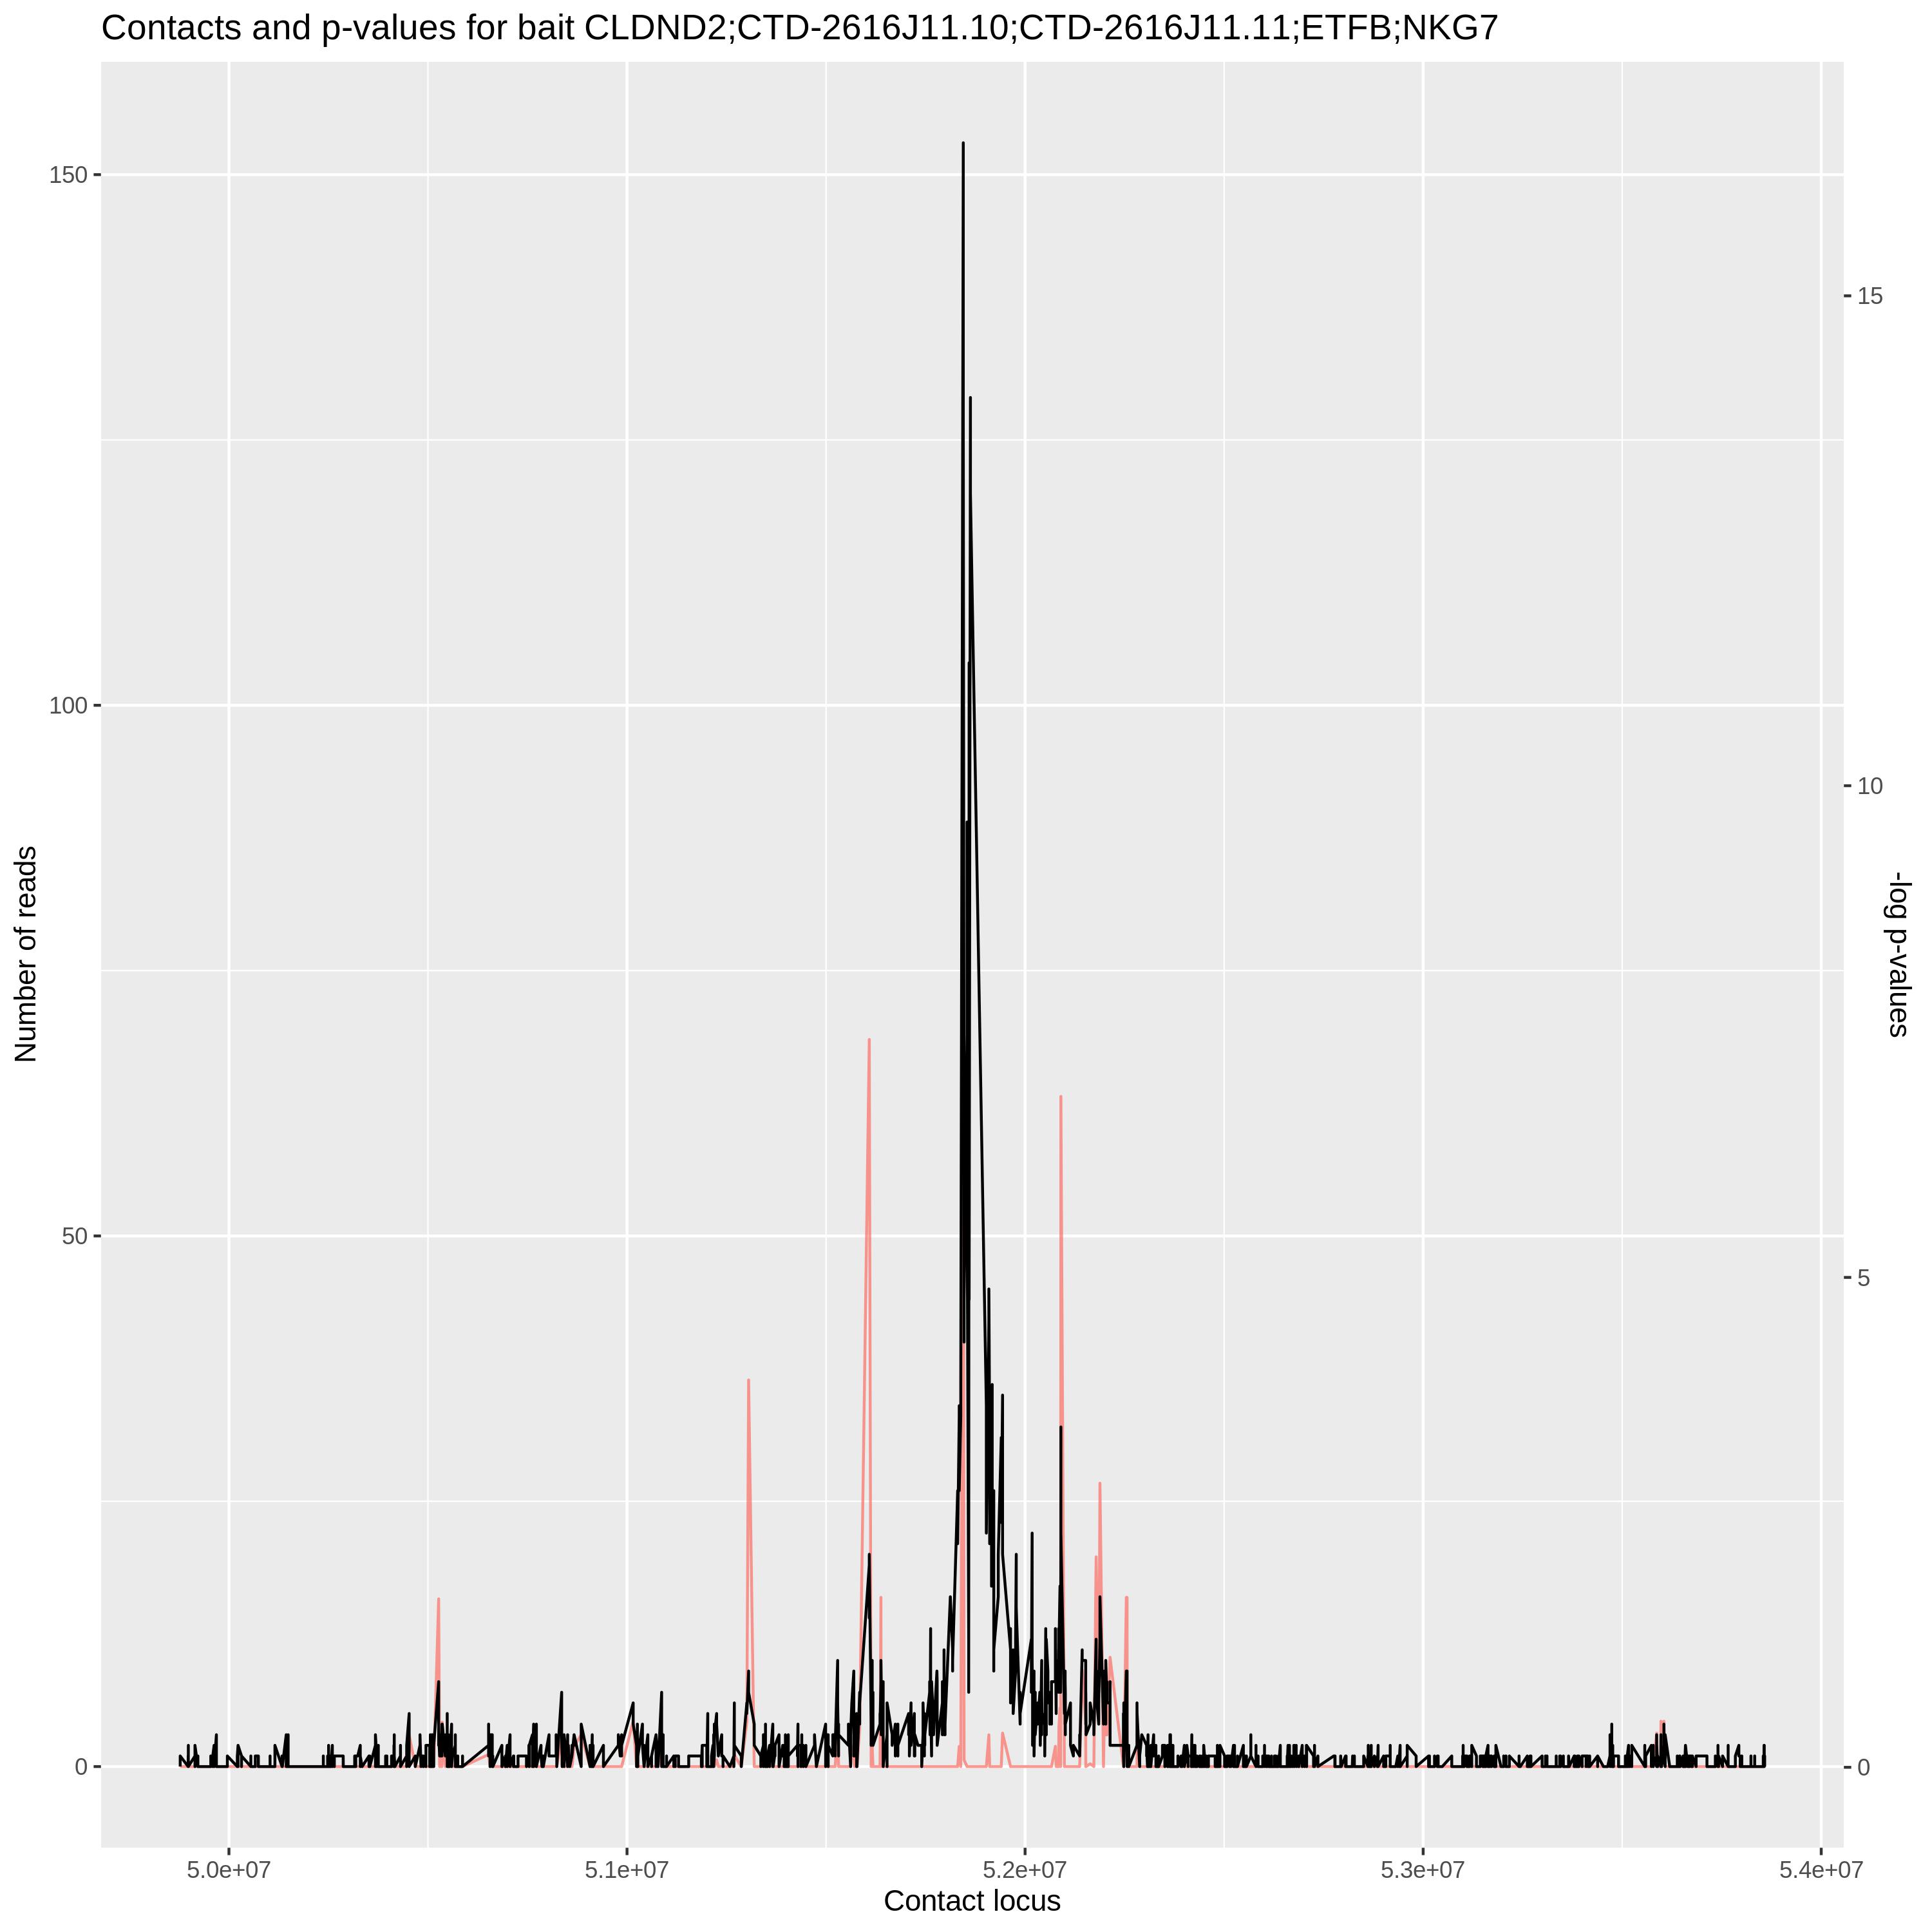 Contacts and p-values for bait CLDND2;CTD-2616J11.10;CTD-2616J11.11;ETFB;NKG7
150
100
50
0
Number of reads
15
10
5
0
-log p-values
5.0e+07
5.1e+07
5.2e+07
5.3e+07
5.4e+07
Contact locus